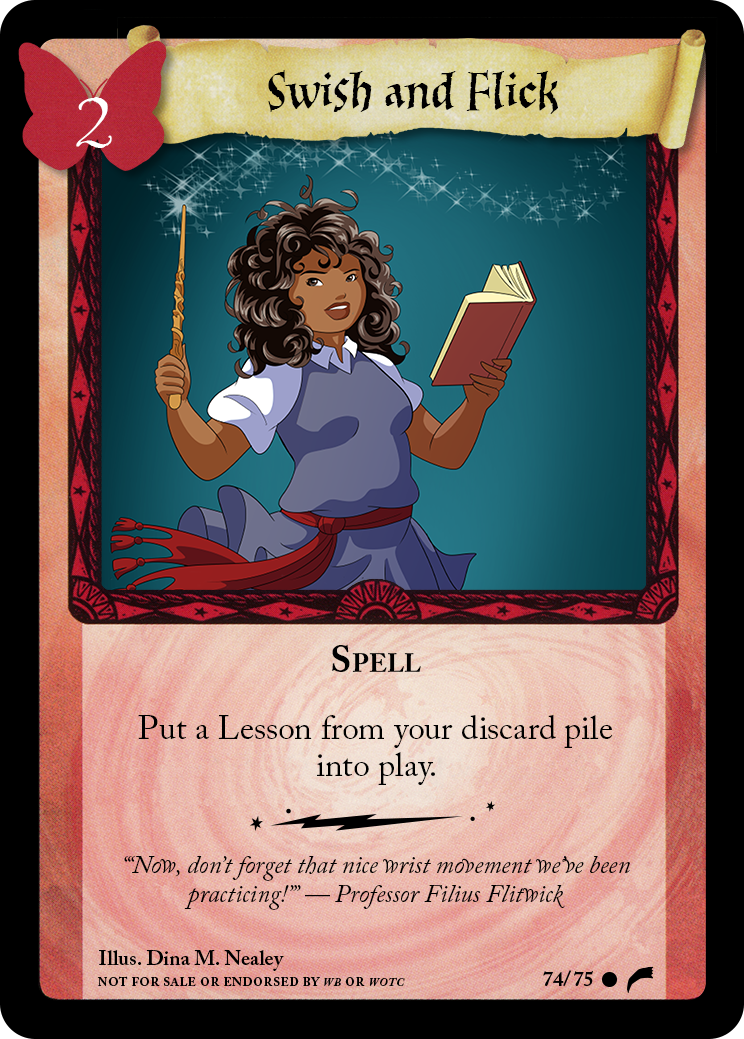 2
Swish and Flick
Spell
Put a Lesson from your discard pile
into play.
“‘Now, don’t forget that nice wrist movement we’ve been
practicing!’” — Professor Filius Flitwick
Illus. Dina M. Nealey
NOT FOR SALE OR ENDORSED BY WB OR WOTC
74/75